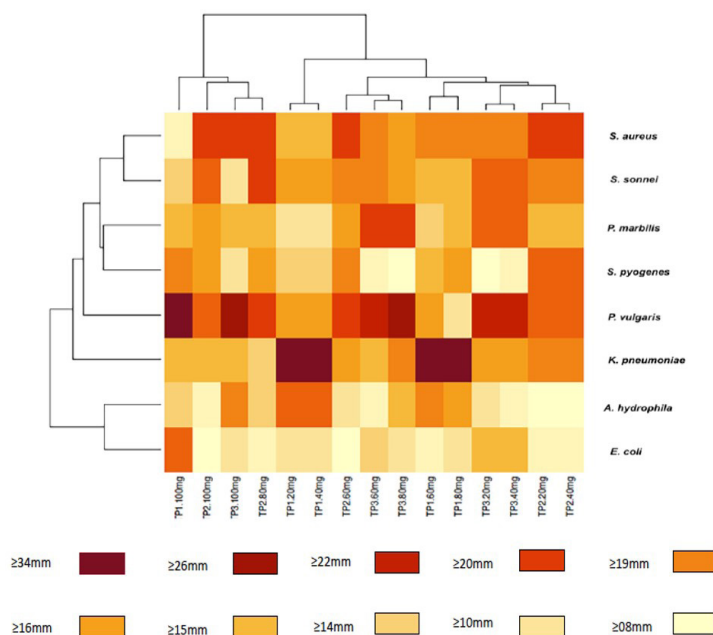 S. aureus
S. sonnei
P. marbilis
S. pyogenes
P. vulgaris
K. pneumoniae
A. hydrophila
E. coli
TP1.100mg TP2.100mg TP3.100mg TP2.80mg TP1.20mg TP1.40mg TP2.60mg TP3.60mg TP3.80mg TP1.60mg TP1.80mg TP3.20mg TP3.40mg TP2.20mg TP2.40mg
≥34mm ≥26mm ≥22mm ≥20mm ≥19mm
≥16mm ≥15mm ≥14mm ≥10mm ≥08mm